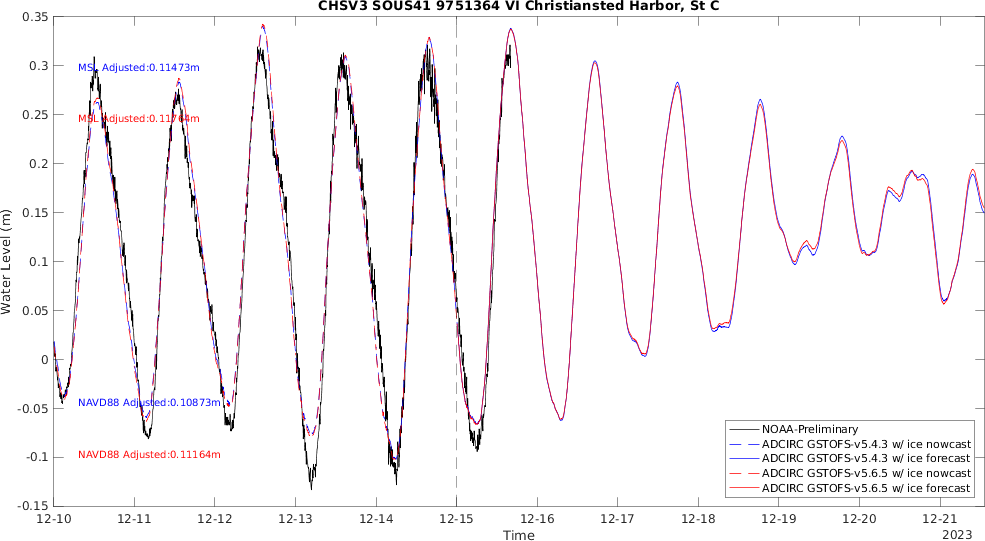 CHSV3 SOUS41 9751364 VI Christiansted Harbor, St C
0.35
0.3
0.25
0.2
0.15
0.1
0.05
0
-0.05
-0.1
-0.15
Water Level (m)
MSL Adjusted:0.11473m
MSL Adjusted:0.11764m
NAVD88 Adjusted:0.10873m
NAVD88 Adjusted:0.11164m
NOAA-Preliminary
ADCIRC GSTOFS-v5.4.3 w/ ice nowcast
ADCIRC GSTOFS-v5.4.3 w/ ice forecast
ADCIRC GSTOFS-v5.6.5 w/ ice nowcast
ADCIRC GSTOFS-v5.6.5 w/ ice forecast
12-10 12-11 12-12 12-13 12-14 12-15 12-16 12-17 12-18 12-19 12-20 12-21
Time
2023